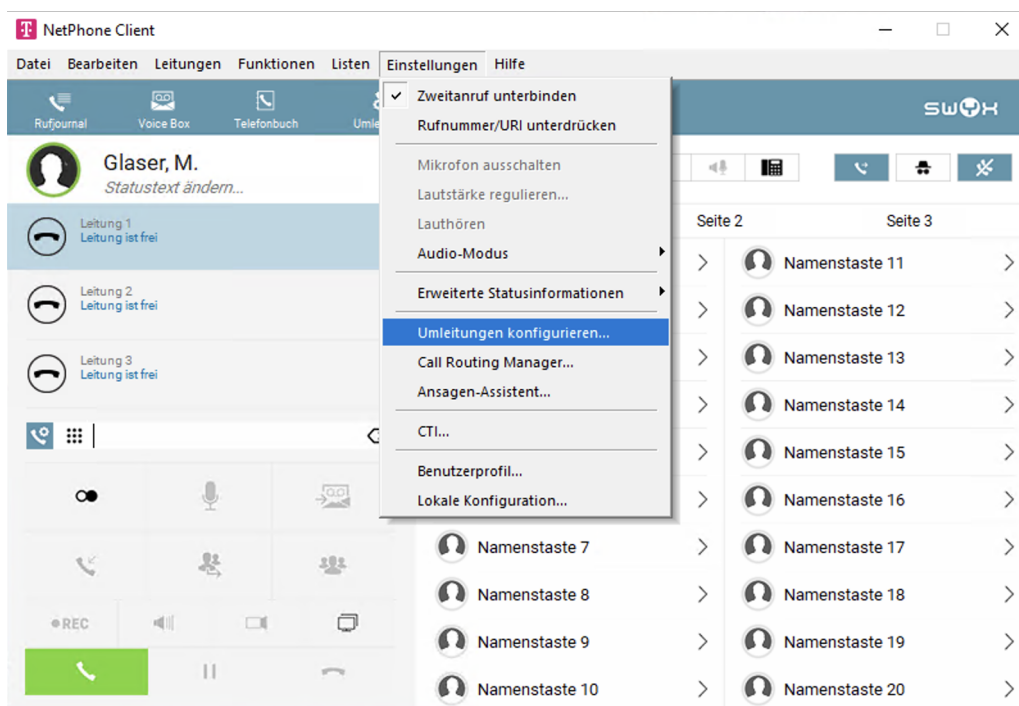 NetPhone Client
Datei Bearbeiten Leitungen Funktionen Listen Einstellungen Hilfe
Rufjournal Voice Box Telefonbuch
swyx
Glaser, M.
Statustext ändern...
Leitung 1
Leitung ist frei
Leitung 2
Leitung ist frei
Leitung 3
Leitung ist frei
REC
Zweitanruf unterbinden
Rufnummer/URI unterdrücken
Mikrofon ausschalten
Lautstärke regulieren...
Lauthören
Audio-Modus
Erweiterte Statusinformationen
Umleitungen konfigurieren...
Call Routing Manager...
Ansagen-Assistent...
CTI...
Benutzerprofil...
Lokale Konfiguration...
Seite 2 Seite 3
Namenstaste 7
Namenstaste 8
Namenstaste 9
Namenstaste 10
Namenstaste 11
Namenstaste 12
Namenstaste 13
Namenstaste 14
Namenstaste 15
Namenstaste 16
Namenstaste 17
Namenstaste 18
Namenstaste 19
Namenstaste 20